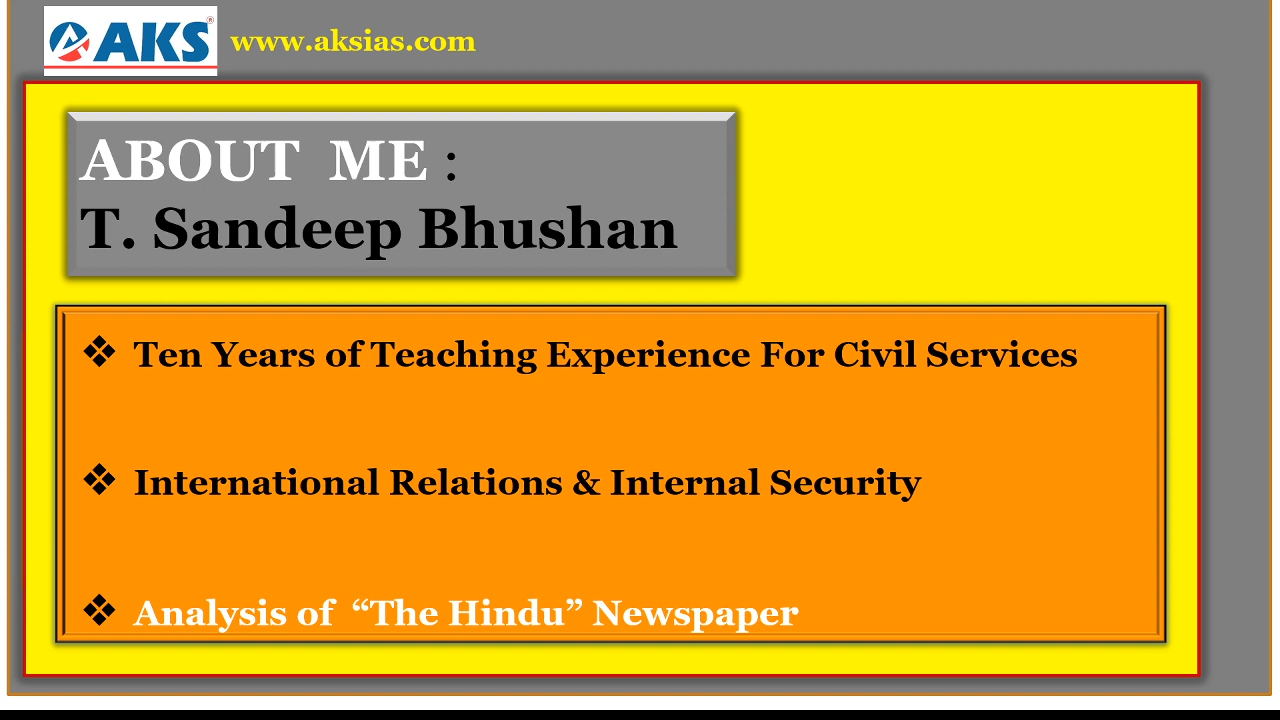 AKS®
www.aksias.com
ABOUT ME :
T. Sandeep Bhushan
❖ Ten Years of Teaching Experience For Civil Services
❖ International Relations & Internal Security
❖ Analysis of “The Hindu” Newspaper